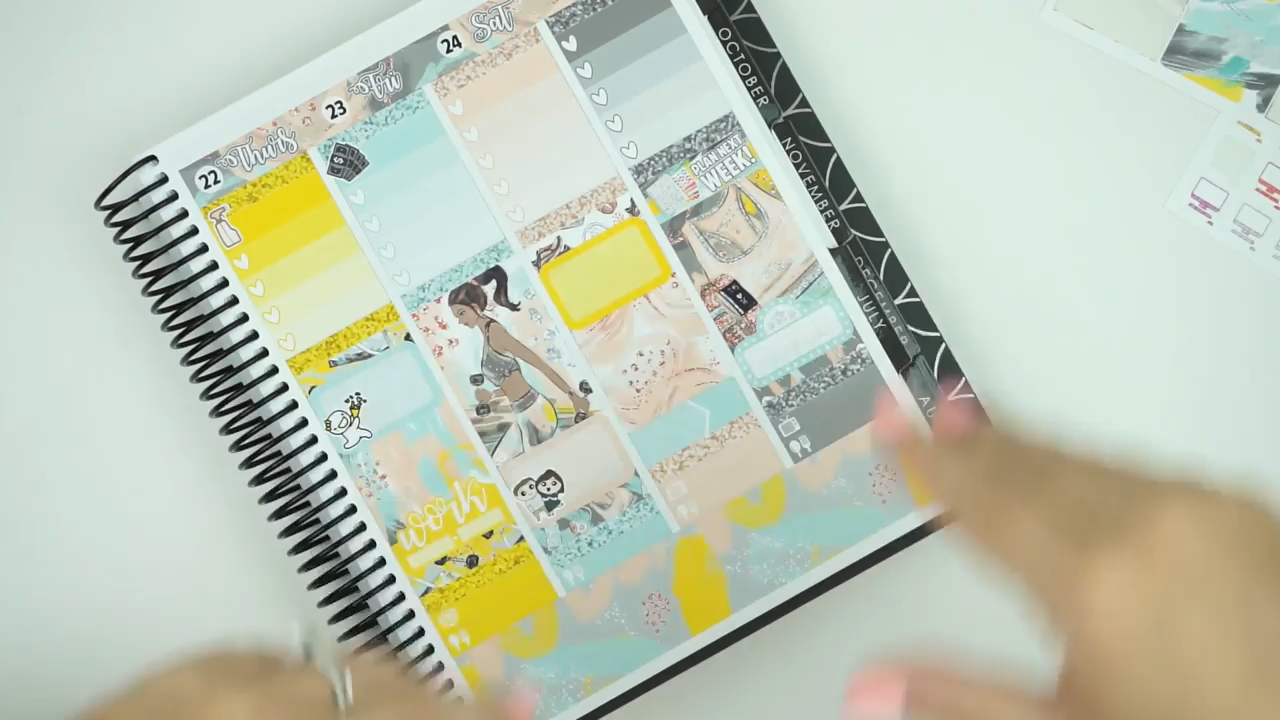 22 Thurs
23 Fri
24 Sat
PLAN NEXT
WEEK!
work
OCTOBER
NOVEMBER
DECEMBER
JULY